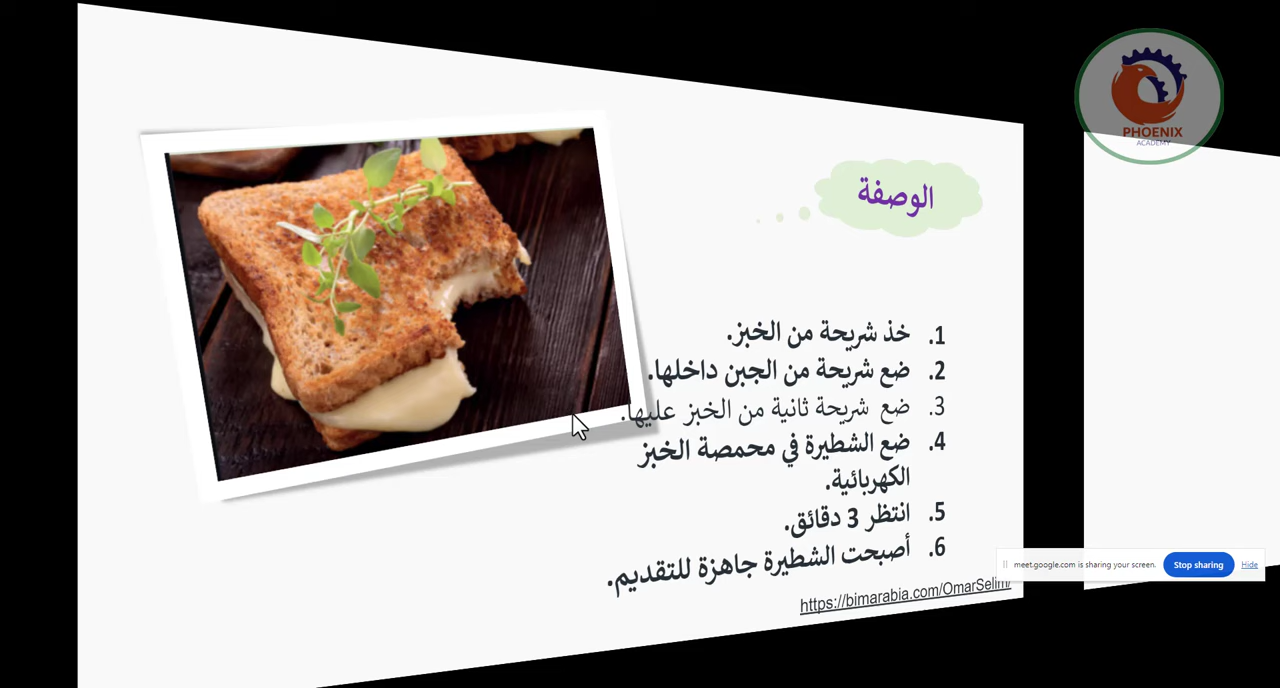 PHOENIX
ACADEMY
الوصفة
1. خذ شريحة من الخبز.
2. ضع شريحة من الجبن داخلها.
3. ضع شريحة ثانية من الخبز عليها.
4. ضع الشطيرة في محمصة الخبز
الكهربائية.
5. انتظر 3 دقائق.
6. أصبحت الشطيرة جاهزة للتقديم.
meet.google.com is sharing your screen. Stop sharing Hide
https://bimarabia.com/OmarSelim/